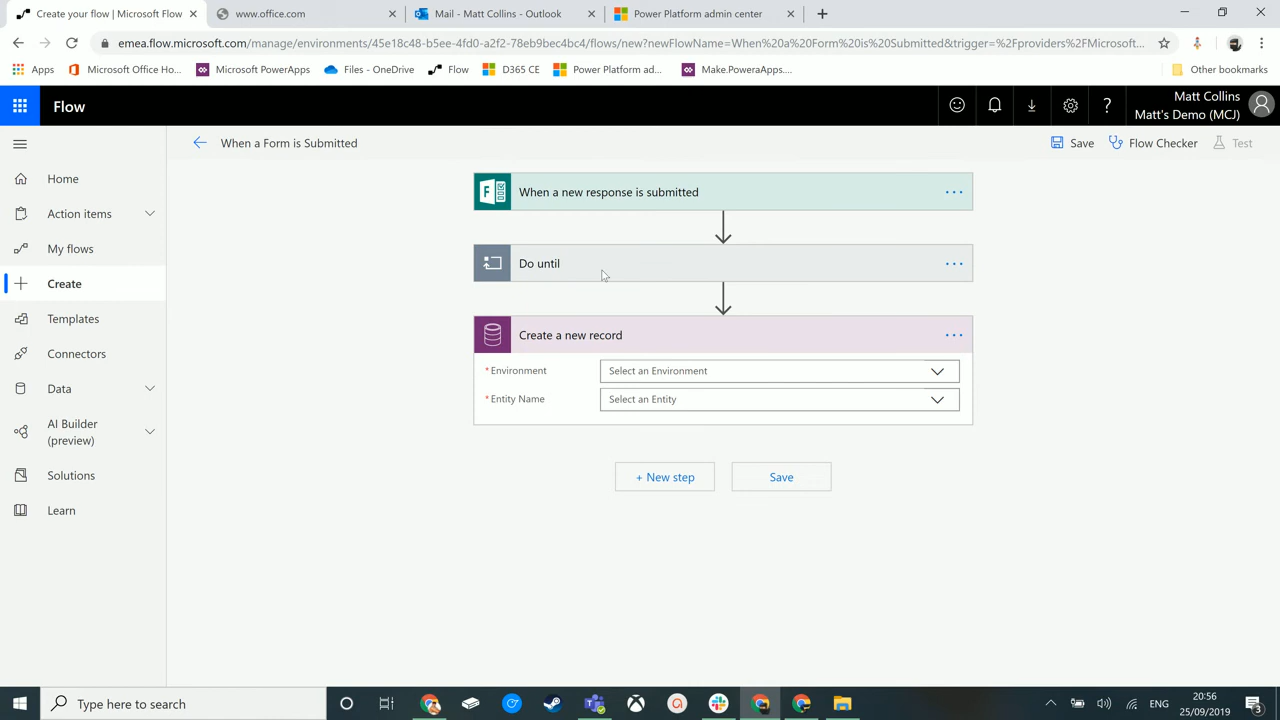 Create your flow | Microsoft Flow
www.office.com
Mail - Matt Collins - Outlook
Power Platform admin center
emea.flow.microsoft.com/manage/environments/45e18c48-b5ee-4fd0-a2f2-78eb9bec4bc4/flows/new?newFlowName=When%20a%20Form%20is%20Submitted&trigger=%2Fproviders%2FMicrosoft...
Apps
Microsoft Office Ho...
Microsoft PowerApps
Files - OneDrive
Flow
D365 CE
Power Platform ad...
Make.PoweraApps....
Other bookmarks
Flow
Matt Collins
Matt's Demo (MCJ)
When a Form is Submitted
Save
Flow Checker
Test
Home
Action items
My flows
Create
Templates
Connectors
Data
AI Builder
(preview)
Solutions
Learn
When a new response is submitted
Do until
Create a new record
*Environment
Select an Environment
*Entity Name
Select an Entity
+ New step
Save
Type here to search
ENG
20:56
25/09/2019
3